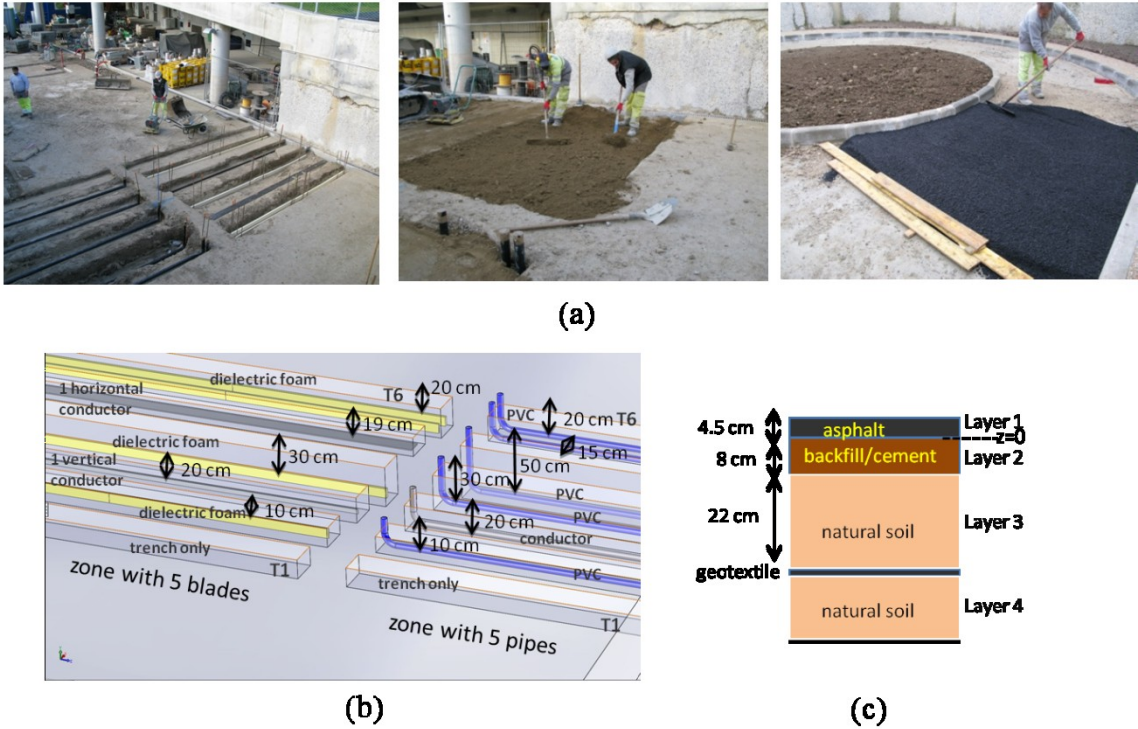 (a)
dielectric foam
1 horizontal
conductor
T6
20 cm
19 cm
dielectric foam
30 cm
1 vertical
conductor
20 cm
10 cm
dielectric foam
trench only
T1
zone with 5 blades
PVC
20 cm
T6
15 cm
50 cm
30 cm
PVC
PVC
20 cm
conductor
10 cm
PVC
trench only
T1
zone with 5 pipes
(b)
4.5 cm
asphalt
Layer 1
z=0
8 cm
backfill/cement
Layer 2
22 cm
natural soil
Layer 3
geotextile
natural soil
Layer 4
(c)